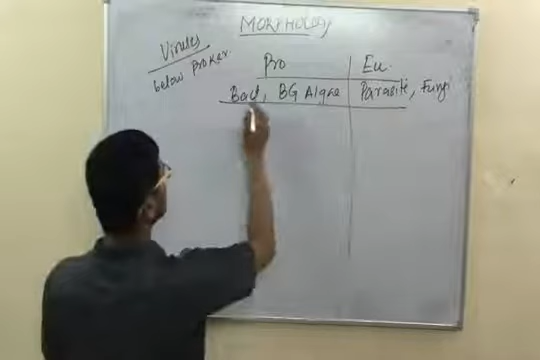 MORPHOLOGY
Viruses
below Prokar.
Pro Eu.
Bact, BG Algae Parasite, Fungi